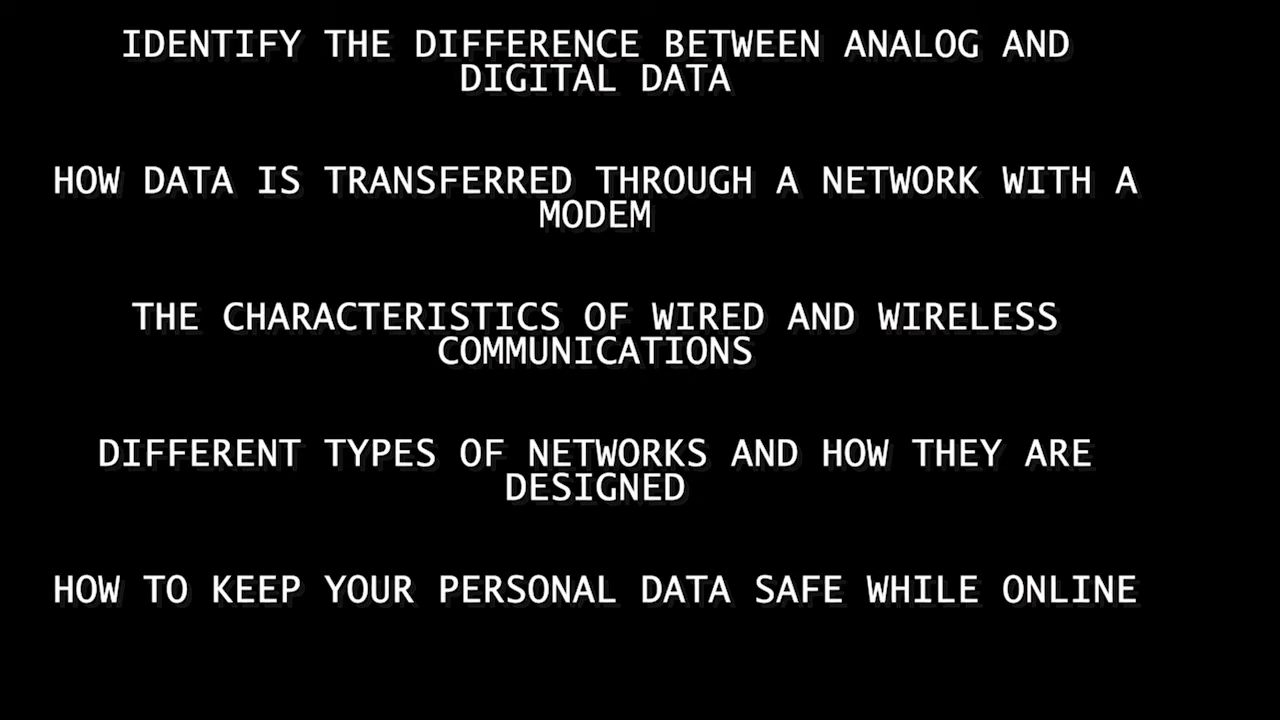 IDENTIFY THE DIFFERENCE BETWEEN ANALOG AND
DIGITAL DATA
HOW DATA IS TRANSFERRED THROUGH A NETWORK WITH A
MODEM
THE CHARACTERISTICS OF WIRED AND WIRELESS
COMMUNICATIONS
DIFFERENT TYPES OF NETWORKS AND HOW THEY ARE
DESIGNED
HOW TO KEEP YOUR PERSONAL DATA SAFE WHILE ONLINE